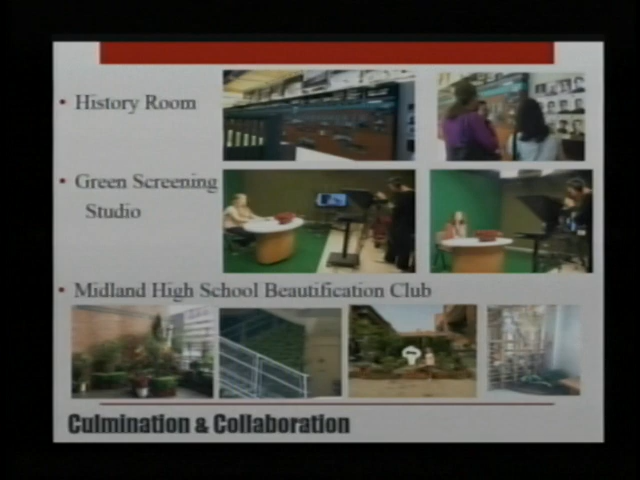 • History Room
• Green Screening
Studio
• Midland High School Beautification Club
Culmination & Collaboration